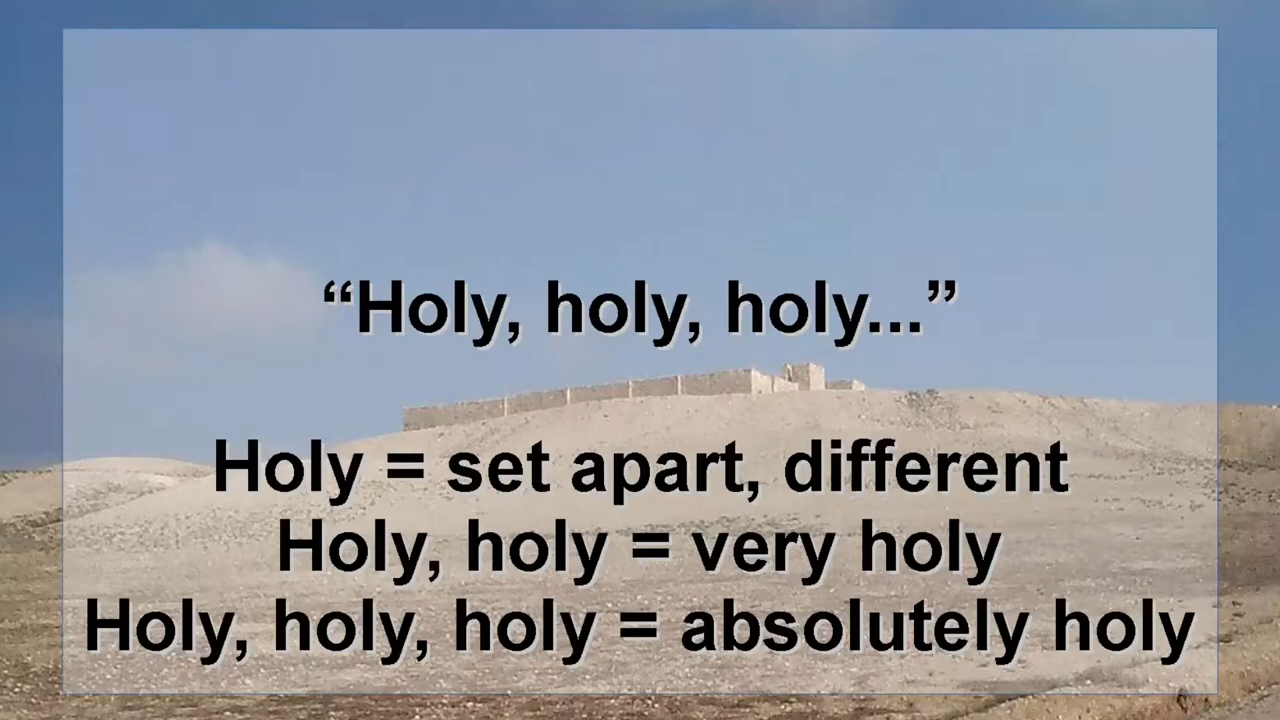 “Holy, holy, holy...”
Holy = set apart, different
Holy, holy = very holy
Holy, holy, holy = absolutely holy